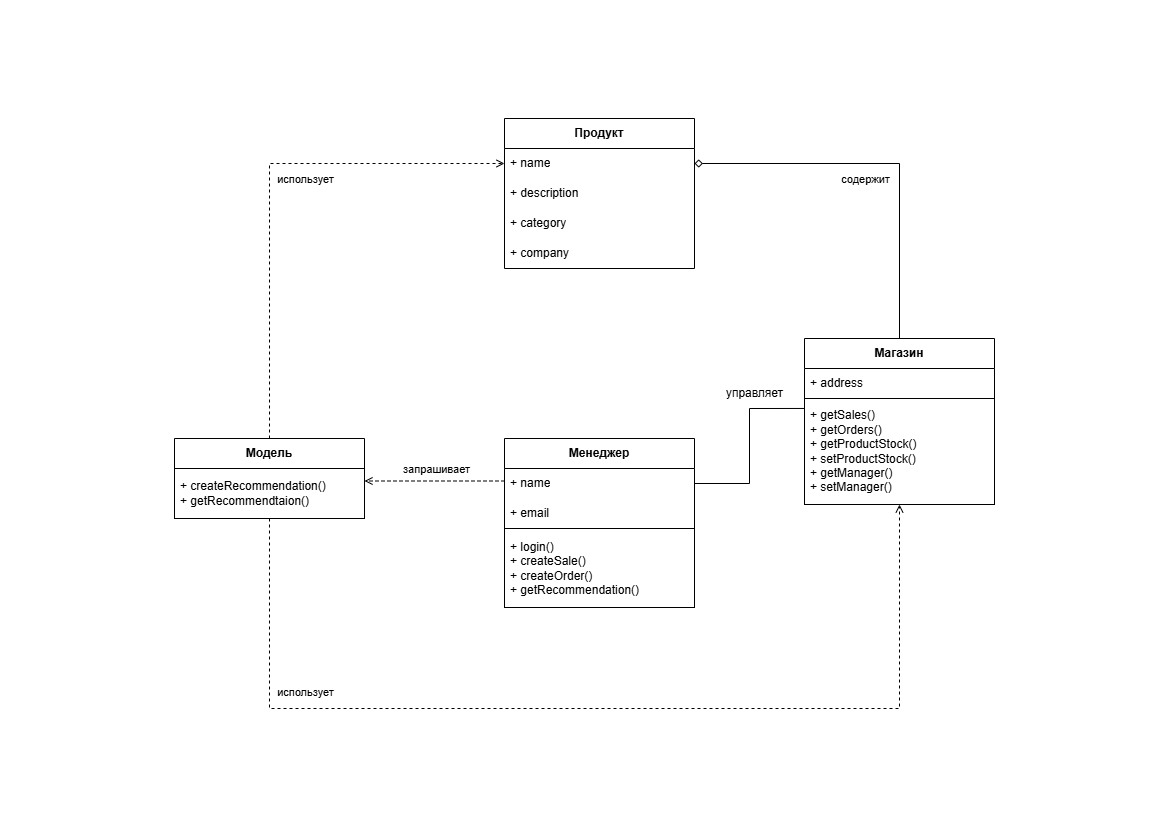 Продукт
+ name
+ description
+ category
+ company
использует
содержит
Магазин
+ address
+ getSales()
+ getOrders()
+ getProductStock()
+ setProductStock()
+ getManager()
+ setManager()
управляет
Модель
+ createRecommendation()
+ getRecommendtaion()
запрашивает
Менеджер
+ name
+ email
+ login()
+ createSale()
+ createOrder()
+ getRecommendation()
использует